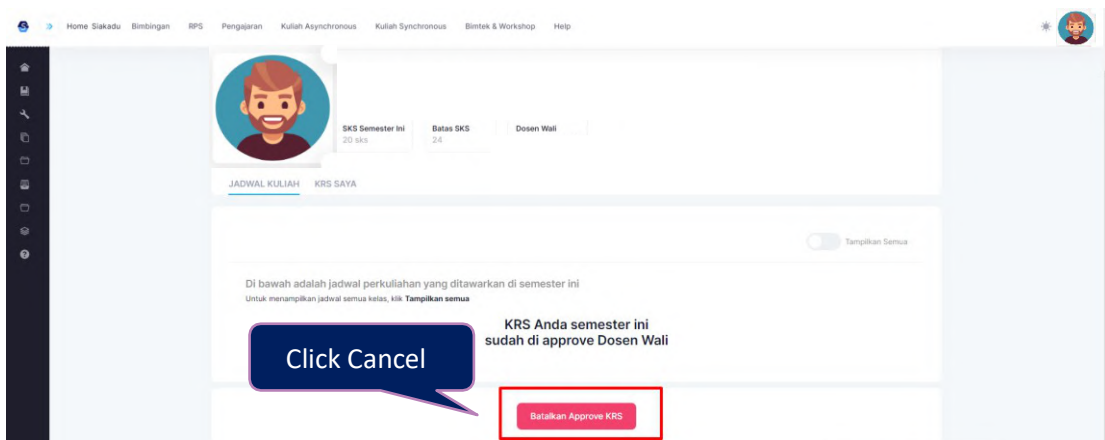 Home Siakadu Bimbingan RPS Pengajaran Kuliah Asynchronous Kuliah Synchronous Bimtek & Workshop Help
SKS Semester Ini Batas SKS Dosen Wali
20 sks 24
JADWAL KULIAH KRS SAYA
Tampilkan Semua
Di bawah adalah jadwal perkuliahan yang ditawarkan di semester ini
Untuk menampilkan jadwal semua kelas, klik Tampilkan semua
KRS Anda semester ini
sudah di approve Dosen Wali
Click Cancel
Batalkan Approve KRS